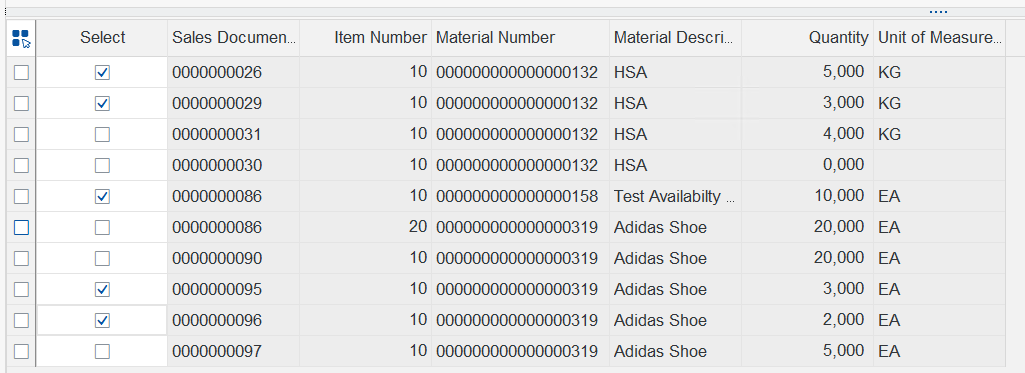 Select Sales Documen... Item Number Material Number Material Descri... Quantity Unit of Measure...
0000000026 10 000000000000000132 HSA 5,000 KG
0000000029 10 000000000000000132 HSA 3,000 KG
0000000031 10 000000000000000132 HSA 4,000 KG
0000000030 10 000000000000000132 HSA 0,000
0000000086 10 000000000000000158 Test Availabilty ... 10,000 EA
0000000086 20 000000000000000319 Adidas Shoe 20,000 EA
0000000090 10 000000000000000319 Adidas Shoe 20,000 EA
0000000095 10 000000000000000319 Adidas Shoe 3,000 EA
0000000096 10 000000000000000319 Adidas Shoe 2,000 EA
0000000097 10 000000000000000319 Adidas Shoe 5,000 EA